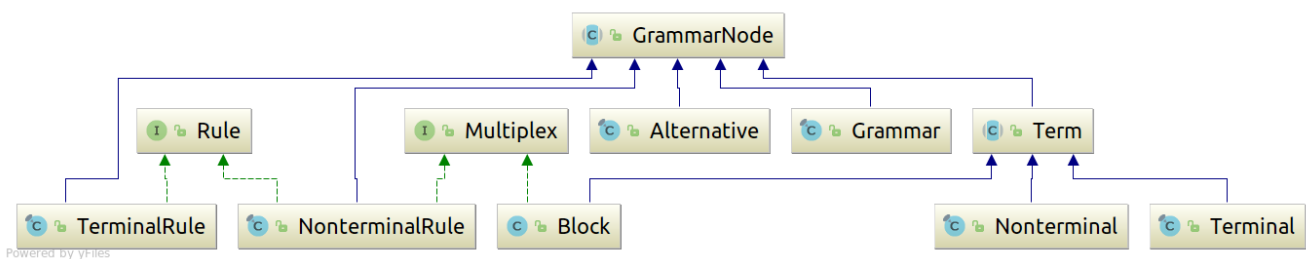 GrammarNode
Rule Multiplex Alternative Grammar Term
TerminalRule NonterminalRule Block Nonterminal Terminal
Powered by yFiles